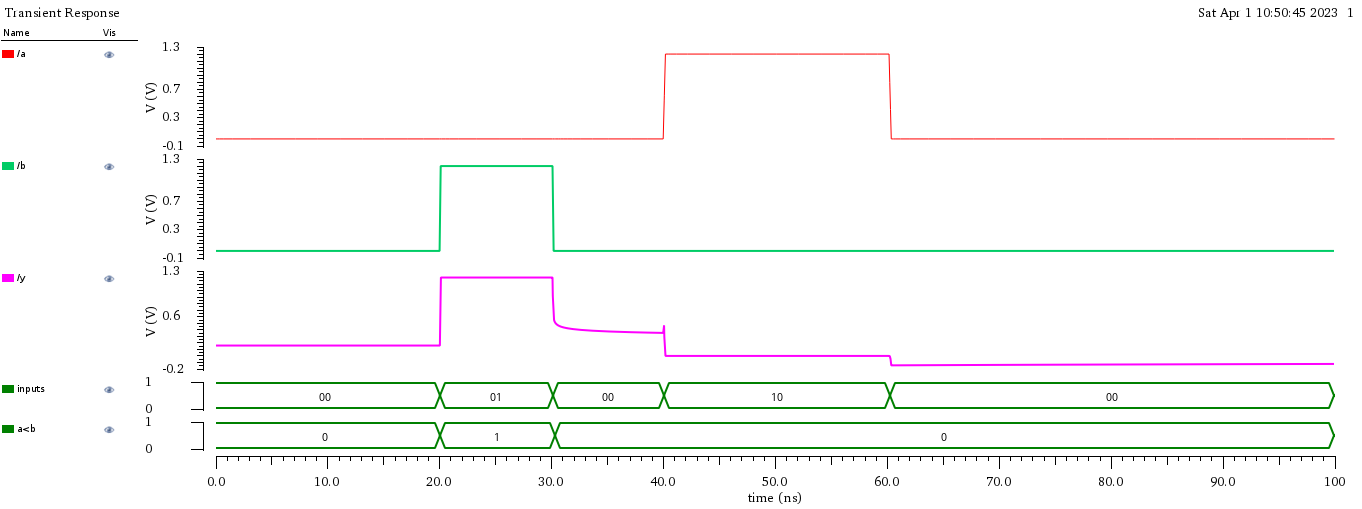 Transient Response
Sat Apr 1 10:50:45 2023 1
Name Vis
/a
1.3
0.7
0.3
-0.1
V (V)
/b
1.3
0.7
0.3
-0.1
V (V)
/y
1.3
0.6
-0.2
V (V)
inputs
1
0
00 01 00 10 00
a<b
1
0
0 1 0
0.0 10.0 20.0 30.0 40.0 50.0 60.0 70.0 80.0 90.0 100
time (ns)